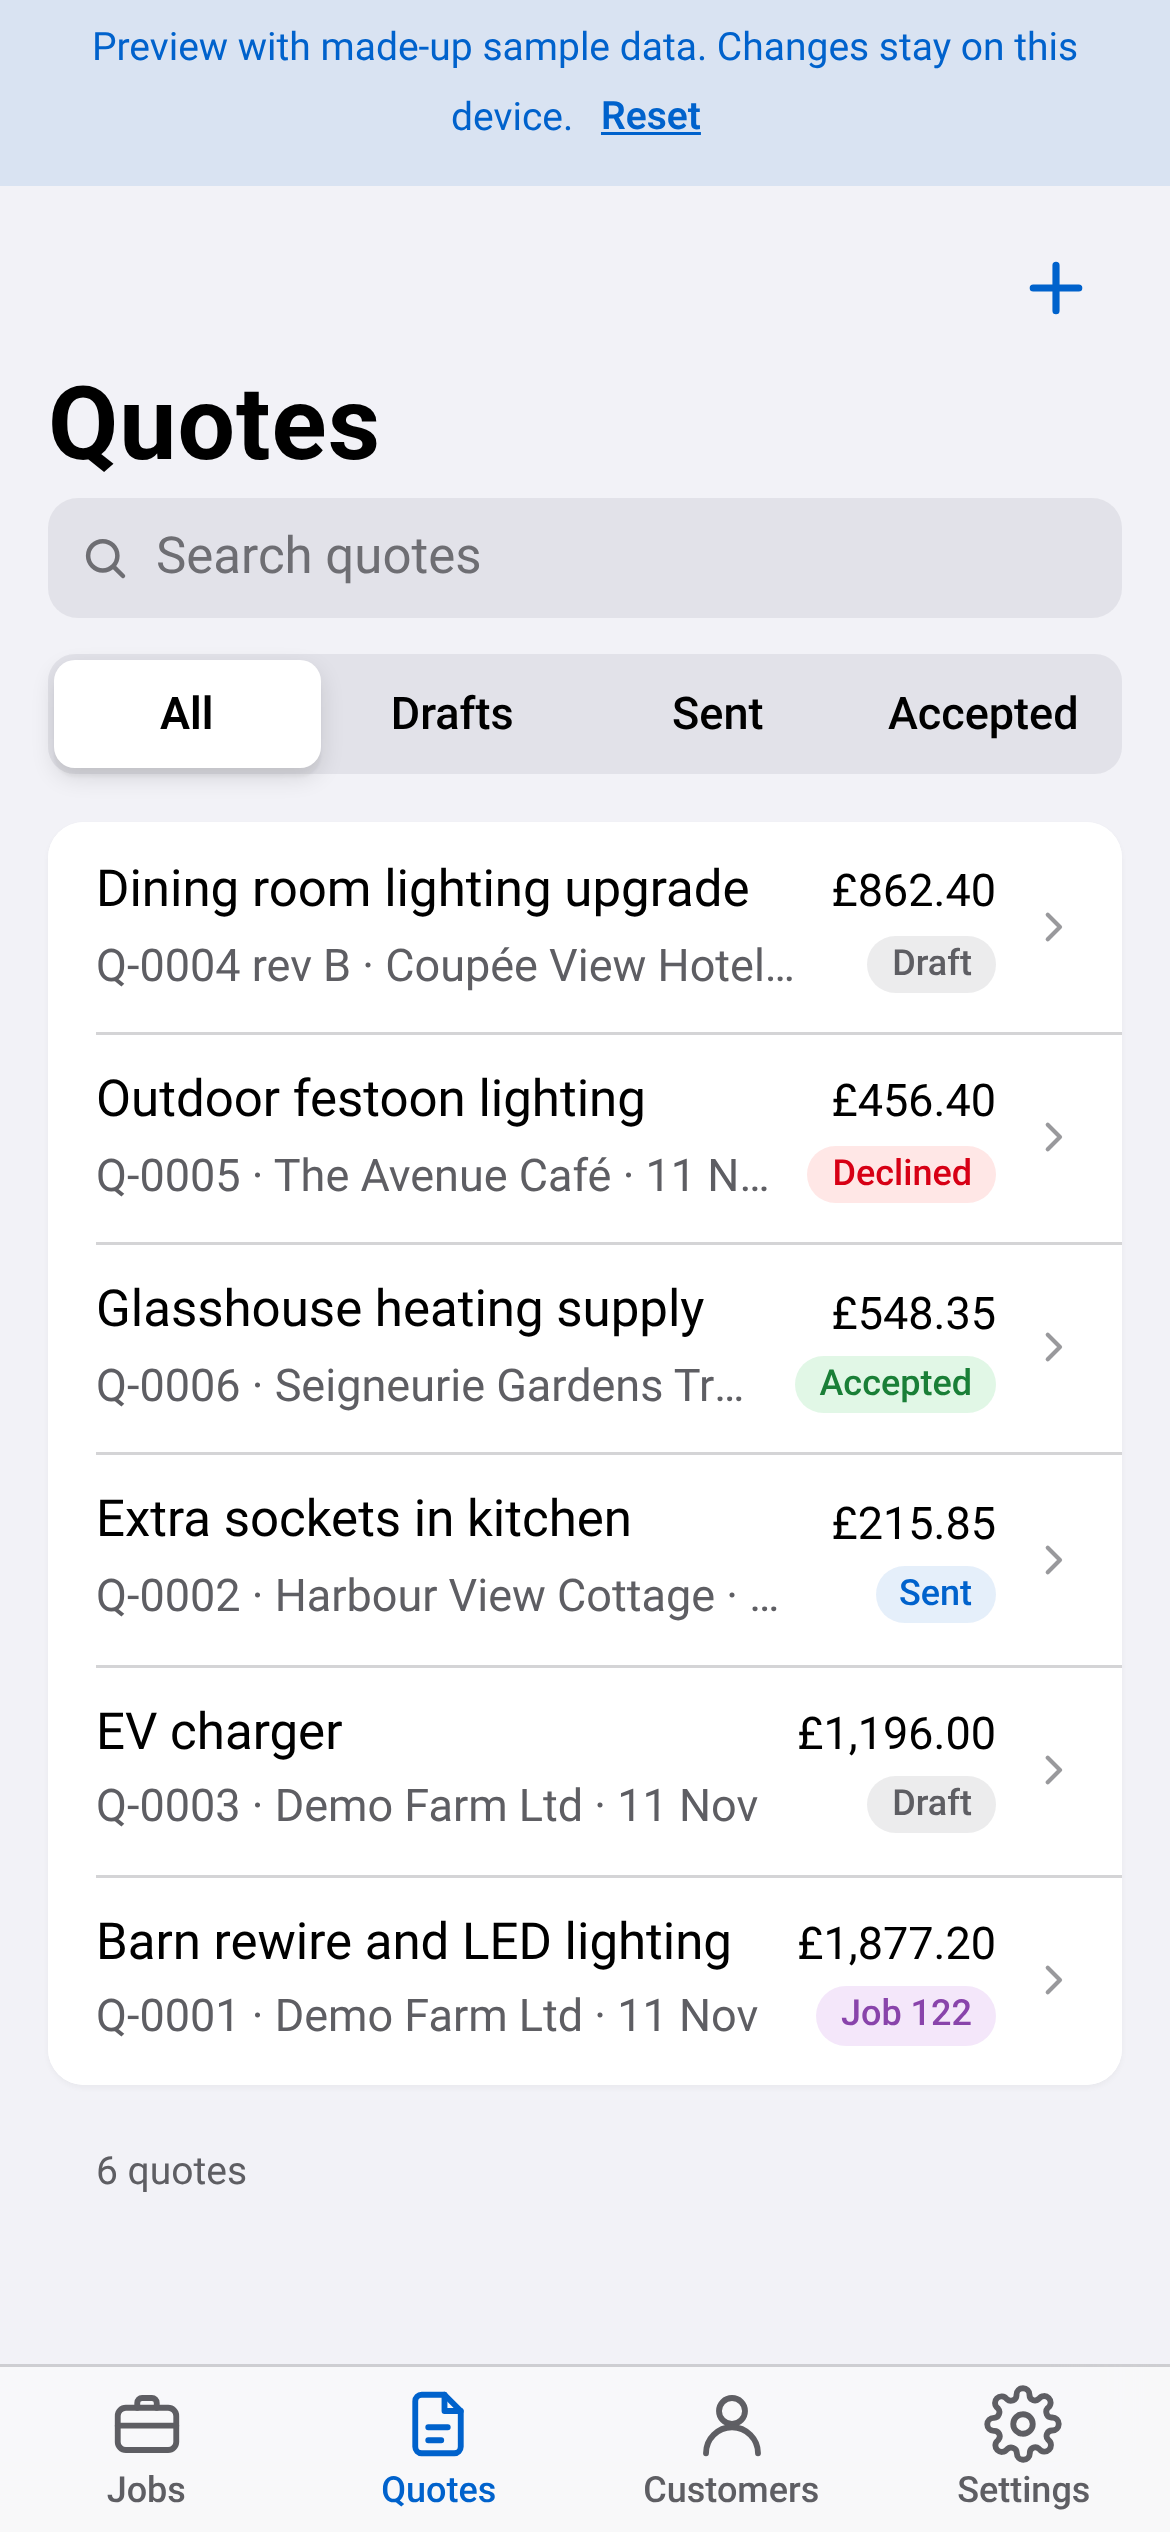 Preview with made-up sample data. Changes stay on this
device. Reset
Quotes
Search quotes
All Drafts Sent Accepted
Dining room lighting upgrade £862.40
Q-0004 rev B · Coupée View Hotel… Draft
Outdoor festoon lighting £456.40
Q-0005 · The Avenue Café · 11 N… Declined
Glasshouse heating supply £548.35
Q-0006 · Seigneurie Gardens Tr… Accepted
Extra sockets in kitchen £215.85
Q-0002 · Harbour View Cottage · … Sent
EV charger £1,196.00
Q-0003 · Demo Farm Ltd · 11 Nov Draft
Barn rewire and LED lighting £1,877.20
Q-0001 · Demo Farm Ltd · 11 Nov Job 122
6 quotes
Jobs Quotes Customers Settings